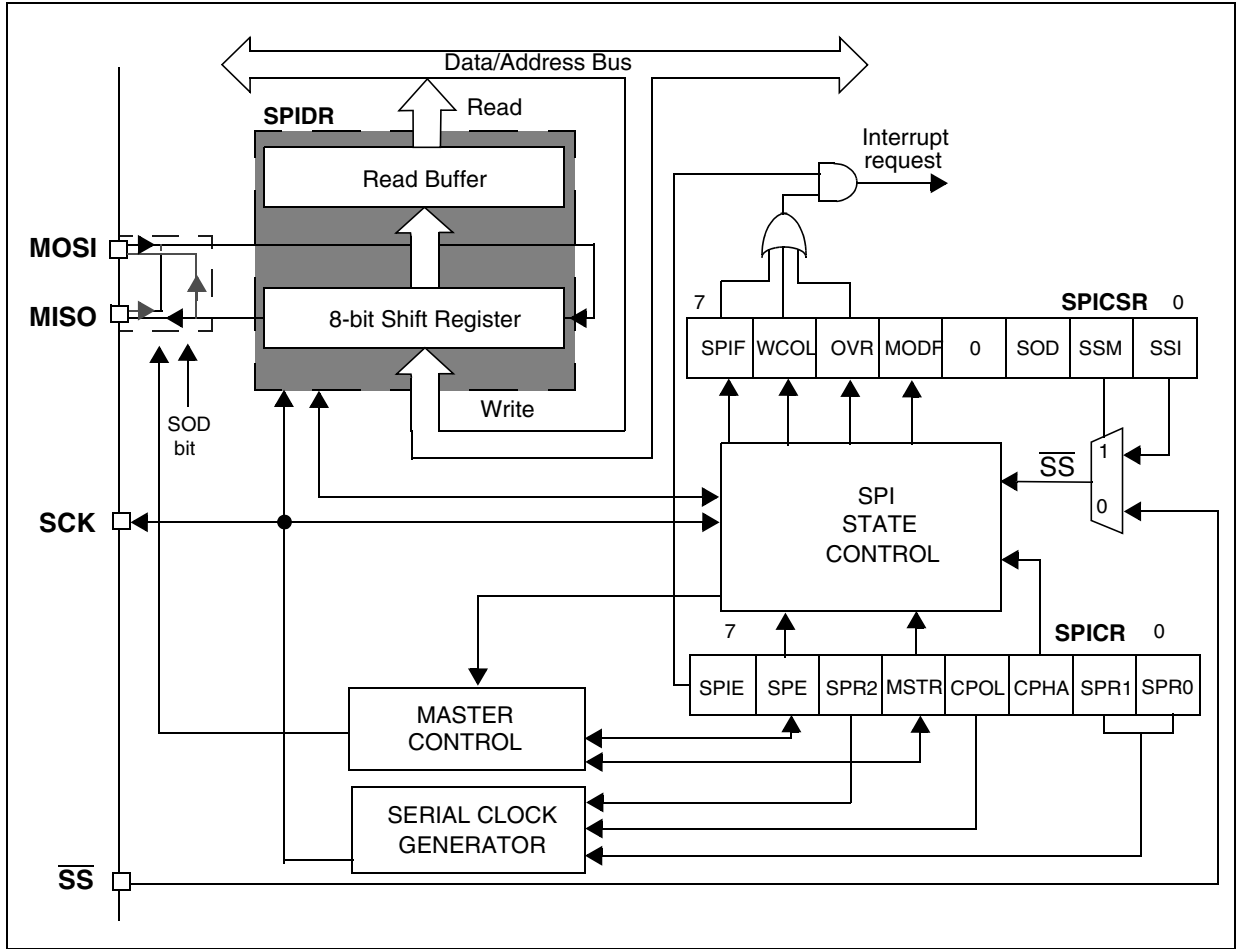 Data/Address Bus
SPIDR
Read
Interrupt
request
Read Buffer
MOSI
MISO
8-bit Shift Register
7
SPICSR
0
SPIF
WCOL
OVR
MODF
0
SOD
SSM
SSI
Write
SOD
bit
1
SS
0
SPI
STATE
CONTROL
SCK
7
SPICR
0
SPIE
SPE
SPR2
MSTR
CPOL
CPHA
SPR1
SPR0
MASTER
CONTROL
SERIAL CLOCK
GENERATOR
SS